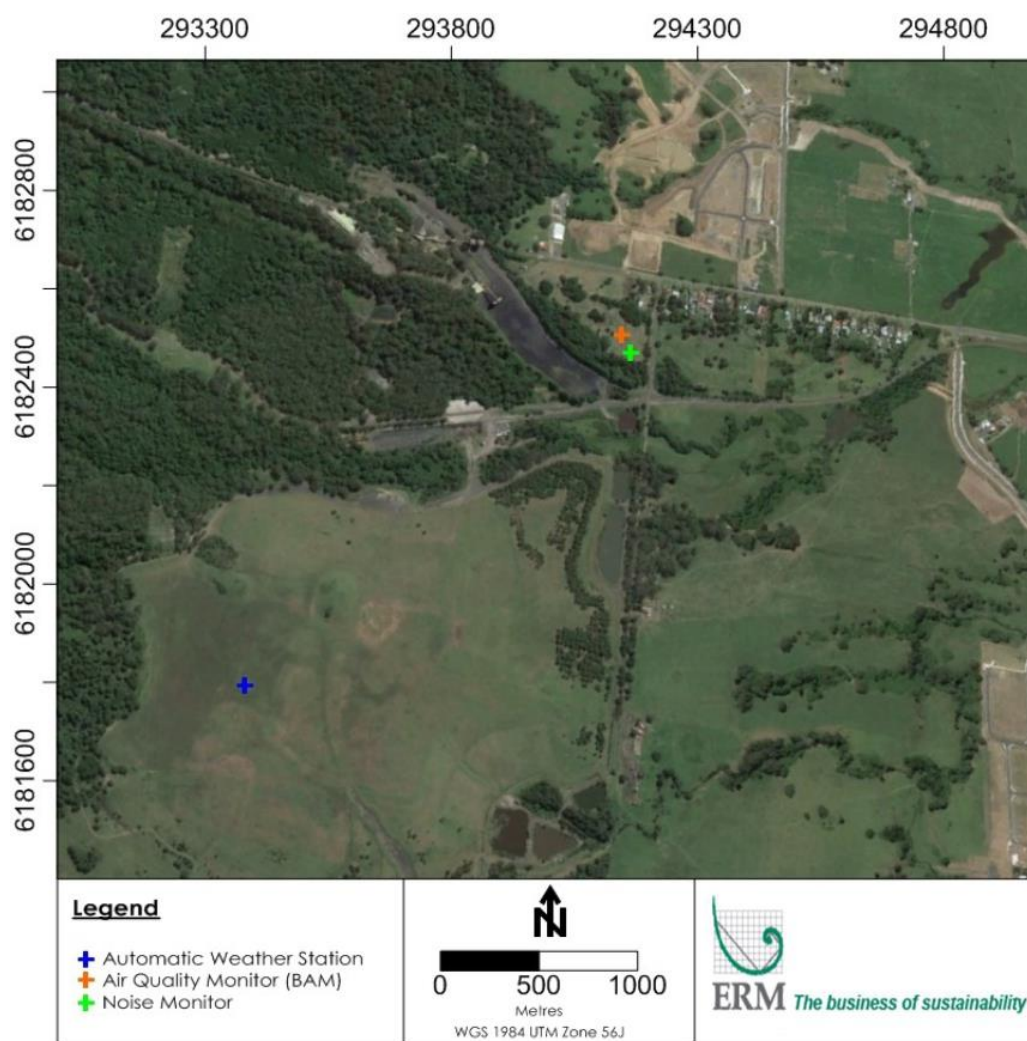 293300 293800 294300 294800
6182800
6182400
6182000
6181600
Legend
Automatic Weather Station
Air Quality Monitor (BAM)
Noise Monitor
N
0 500 1000
Metres
WGS 1984 UTM Zone 56J
ERM The business of sustainability